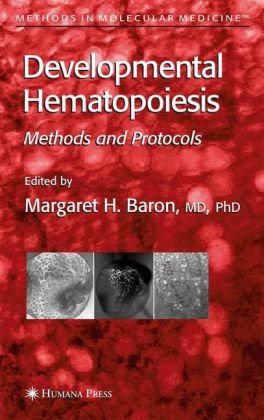 METHODS IN MOLECULAR MEDICINE™
Developmental
Hematopoiesis
Methods and Protocols
Edited by
Margaret H. Baron, MD, PhD
HUMANA PRESS